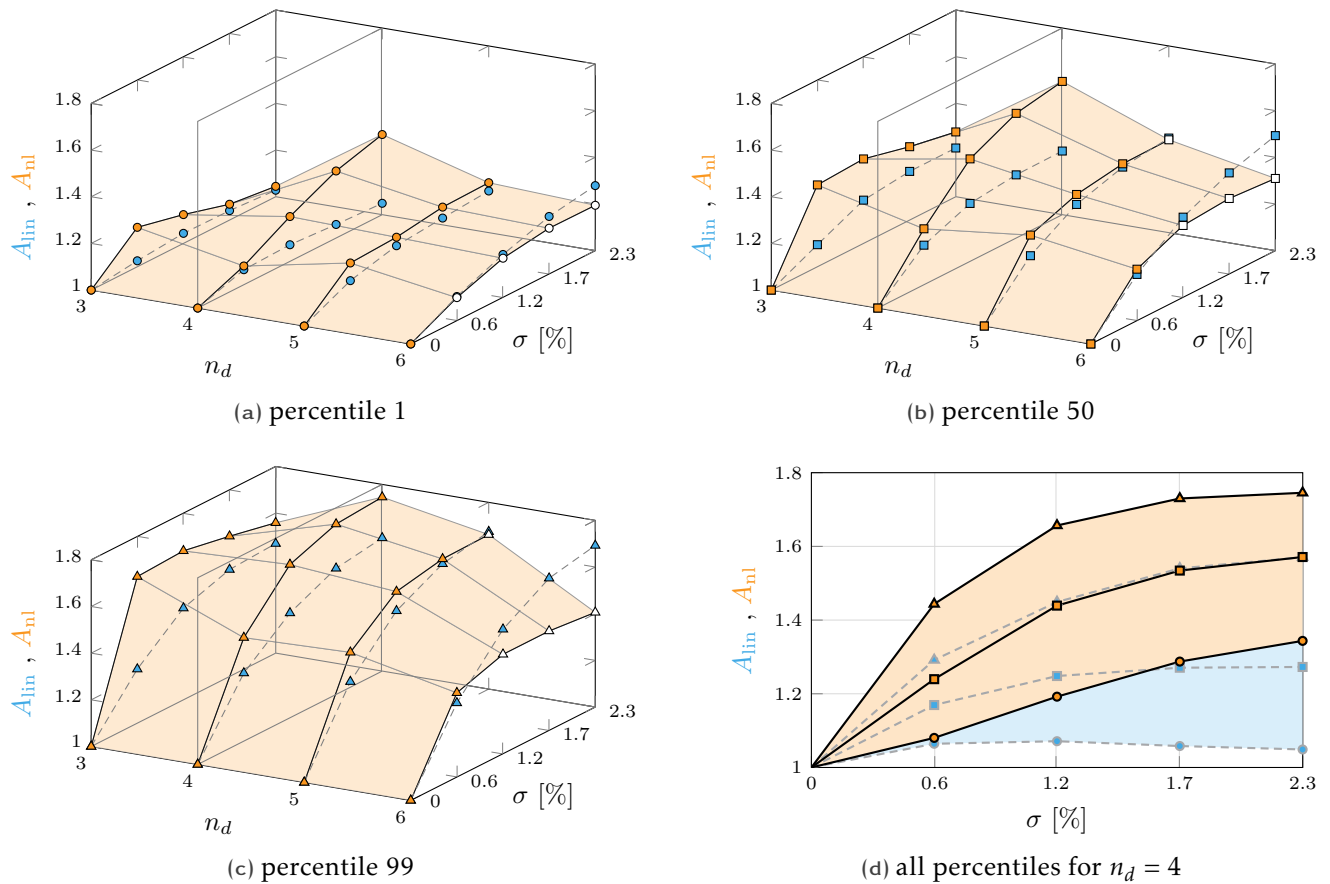 1.8
1.6
1.4
1.2
1
A_lin , A_nl
3
4
5
6
n_d
0
0.6
1.2
1.7
2.3
σ [%]
(a) percentile 1
1.8
1.6
1.4
1.2
1
A_lin , A_nl
3
4
5
6
n_d
0
0.6
1.2
1.7
2.3
σ [%]
(b) percentile 50
1.8
1.6
1.4
1.2
1
A_lin , A_nl
3
4
5
6
n_d
0
0.6
1.2
1.7
2.3
σ [%]
(c) percentile 99
1.8
1.6
1.4
1.2
1
A_lin , A_nl
0 0.6 1.2 1.7 2.3
σ [%]
(d) all percentiles for n_d = 4